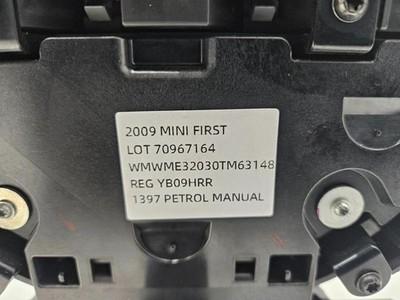 2009 MINI FIRST
LOT 70967164
WMWME32030TM63148
REG YB09HRR
1397 PETROL MANUAL